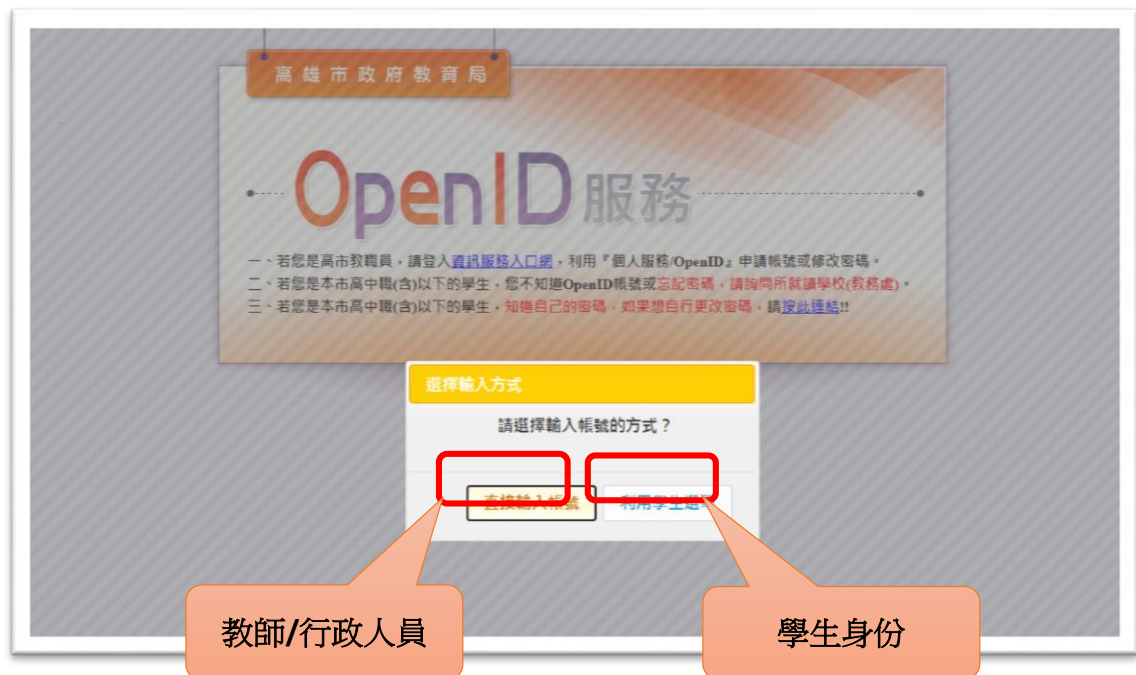 高雄市政府教育局
OpenID服務
一、若您是高市教職員，請登入資訊服務入口網，利用『個人服務/OpenID』申請帳號或修改密碼。
二、若您是本市高中職(含)以下的學生，您不知道OpenID帳號或忘記密碼，請詢問所就讀學校(教務處)。
三、若您是本市高中職(含)以下的學生，知道自己的密碼，如果想自行更改密碼，請按此連結!!
選擇輸入方式
請選擇輸入帳號的方式？
直接輸入帳號 利用學生選單
教師/行政人員 學生身份